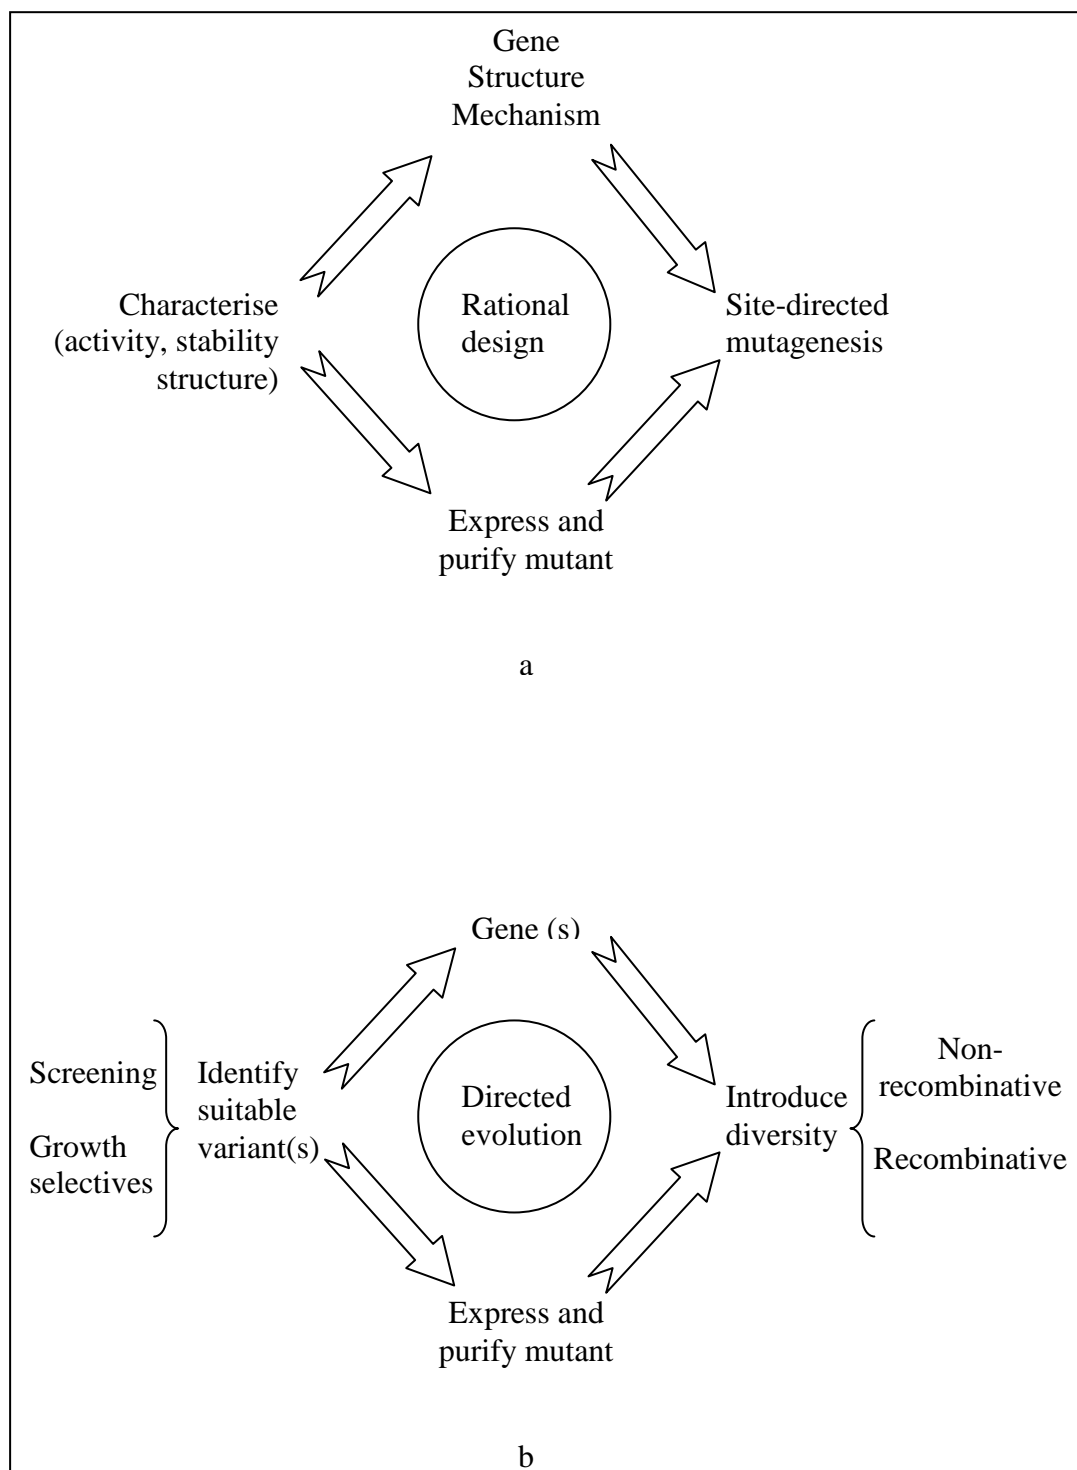 Gene
Structure
Mechanism
Characterise
(activity, stability
structure)
Rational
design
Site-directed
mutagenesis
Express and
purify mutant
a
Gene (s)
Screening
Growth
selectives
Identify
suitable
variant(s)
Directed
evolution
Introduce
diversity
Non-
recombinative
Recombinative
Express and
purify mutant
b